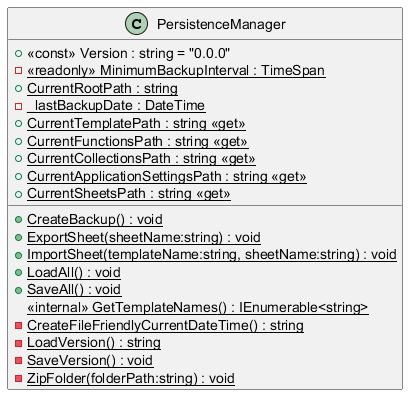 C PersistenceManager
«const» Version : string = "0.0.0"
«readonly» MinimumBackupInterval : TimeSpan
CurrentRootPath : string
_lastBackupDate : DateTime
CurrentTemplatePath : string «get»
CurrentFunctionsPath : string «get»
CurrentCollectionsPath : string «get»
CurrentApplicationSettingsPath : string «get»
CurrentSheetsPath : string «get»
CreateBackup() : void
ExportSheet(sheetName:string) : void
ImportSheet(templateName:string, sheetName:string) : void
LoadAll() : void
SaveAll() : void
«internal» GetTemplateNames() : IEnumerable<string>
CreateFileFriendlyCurrentDateTime() : string
LoadVersion() : string
SaveVersion() : void
ZipFolder(folderPath:string) : void